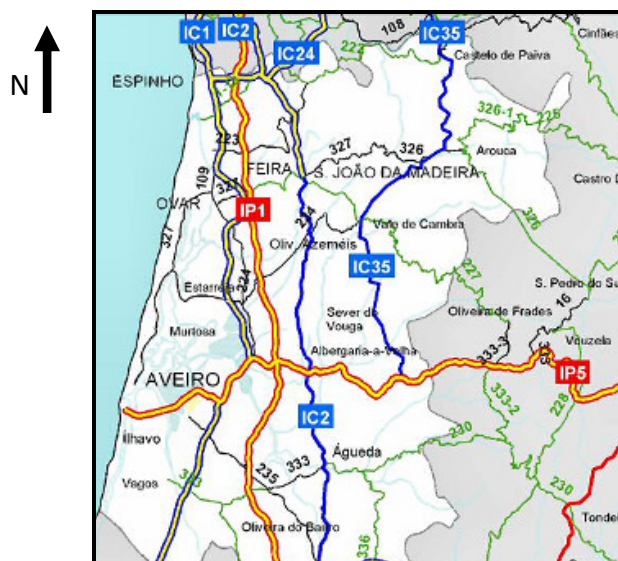 IC1 IC2 IC35
108
Cinfães
222
IC24
Castelo de Paiva
N
ESPINHO
326-1 225
223
327
326
FEIRA
S. JOÃO DA MADEIRA
Arouca
109
327
Castro D
OVAR
IP1
224
326
Vale de Cambra
327
Oliv. Azeméis
IC35
227
224
Estarreja
S. Pedro do Su
16
Sever do
Vouga
Oliveira de Frades
Murtosa
333-3
Vouzela
Albergaria-a-Velha
IP5
AVEIRO
333-2
228
IC2
Ílhavo
230
Águeda
333
235
Vagos
230
Oliveira do Bairro
336
Tondel